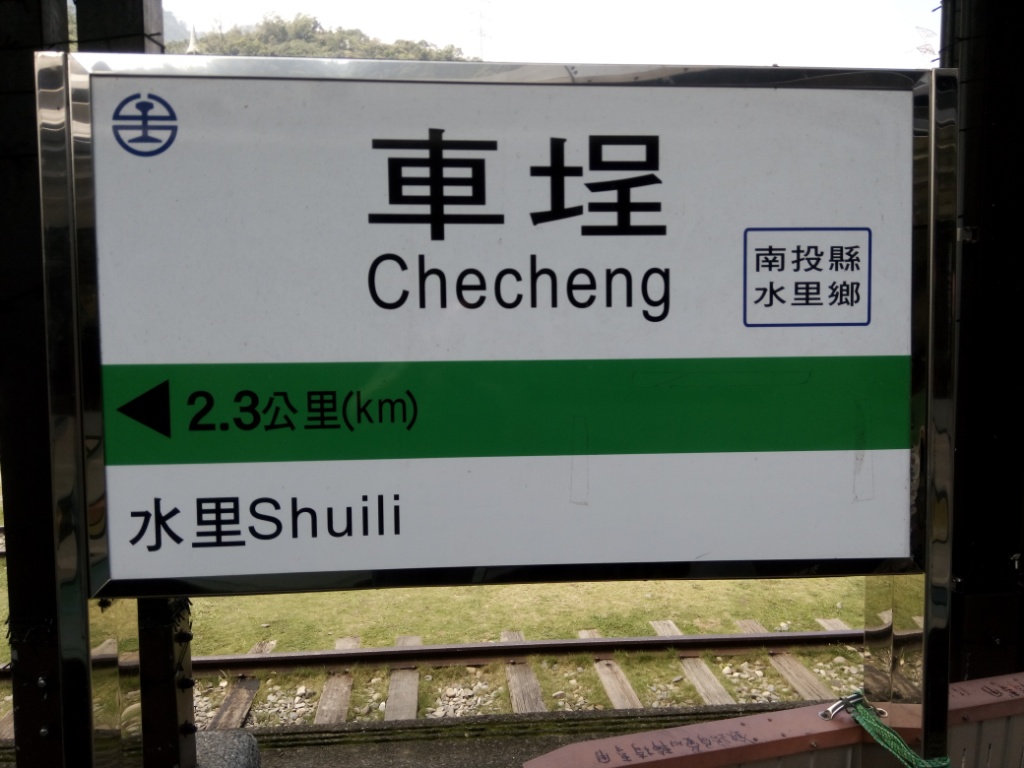 車埕
Checheng
南投縣
水里鄉
2.3公里(km)
水里Shuili